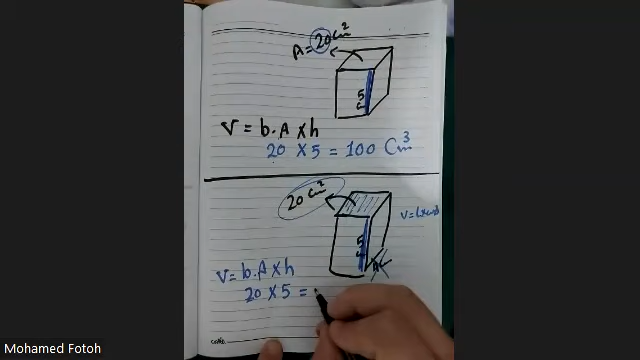 A = 20 cm²
5
V = b.A x h
20 x 5 = 100 Cm³
20 cm²
5
V = b.A x h
20 x 5 =
Mohamed Fotoh